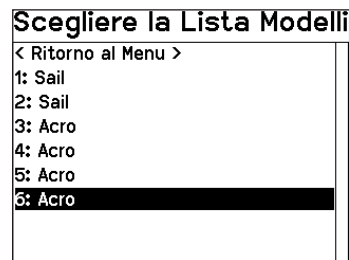 Scegliere la Lista Modelli
< Ritorno al Menu >
1: Sail
2: Sail
3: Acro
4: Acro
5: Acro
6: Acro